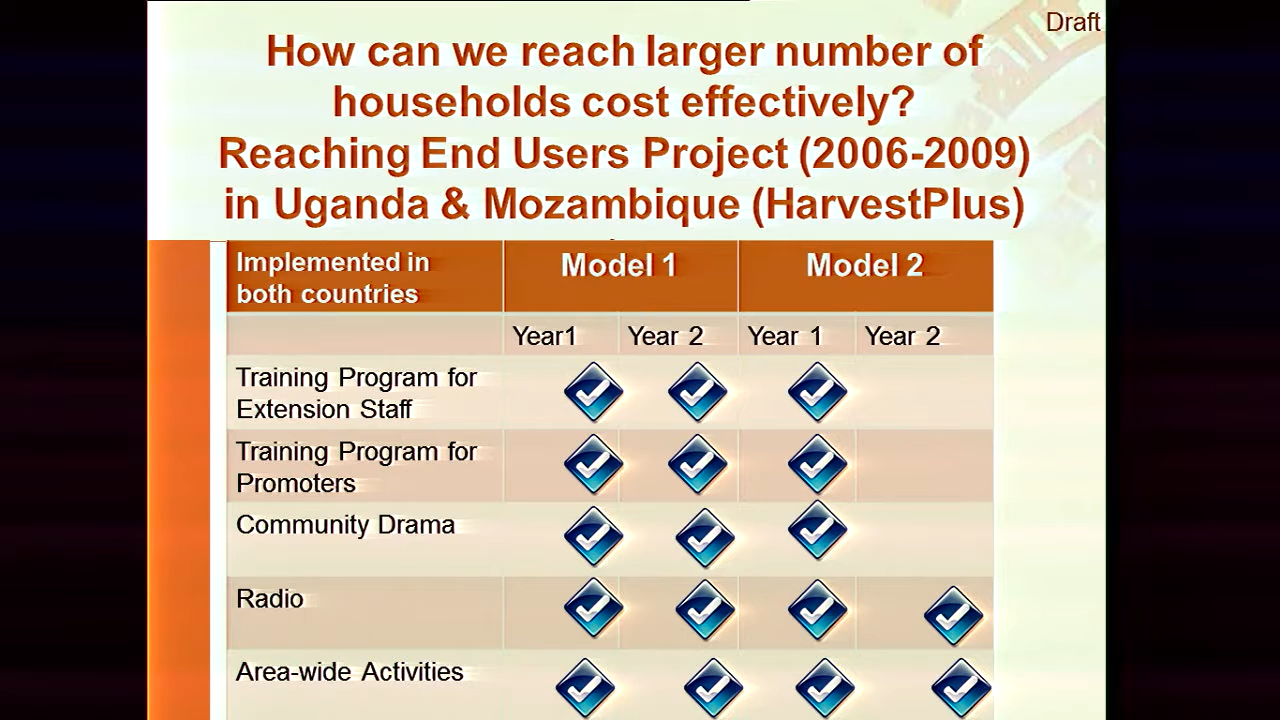 Draft
How can we reach larger number of
households cost effectively?
Reaching End Users Project (2006-2009)
in Uganda & Mozambique (HarvestPlus)
Implemented in
both countries
Model 1
Model 2
Year1
Year 2
Year 1
Year 2
Training Program for
Extension Staff
Training Program for
Promoters
Community Drama
Radio
Area-wide Activities